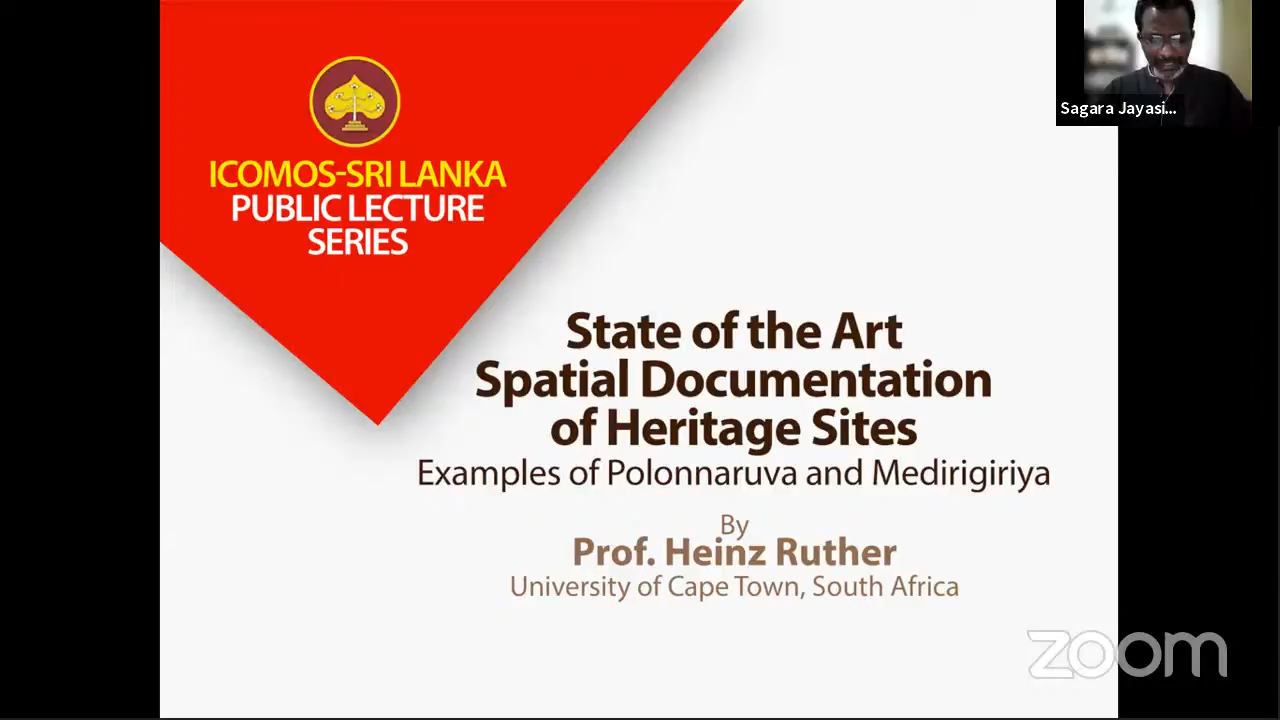 ICOMOS-SRI LANKA
PUBLIC LECTURE
SERIES
Sagara Jayasi...
State of the Art
Spatial Documentation
of Heritage Sites
Examples of Polonnaruva and Medirigiriya
By
Prof. Heinz Ruther
University of Cape Town, South Africa
zoom